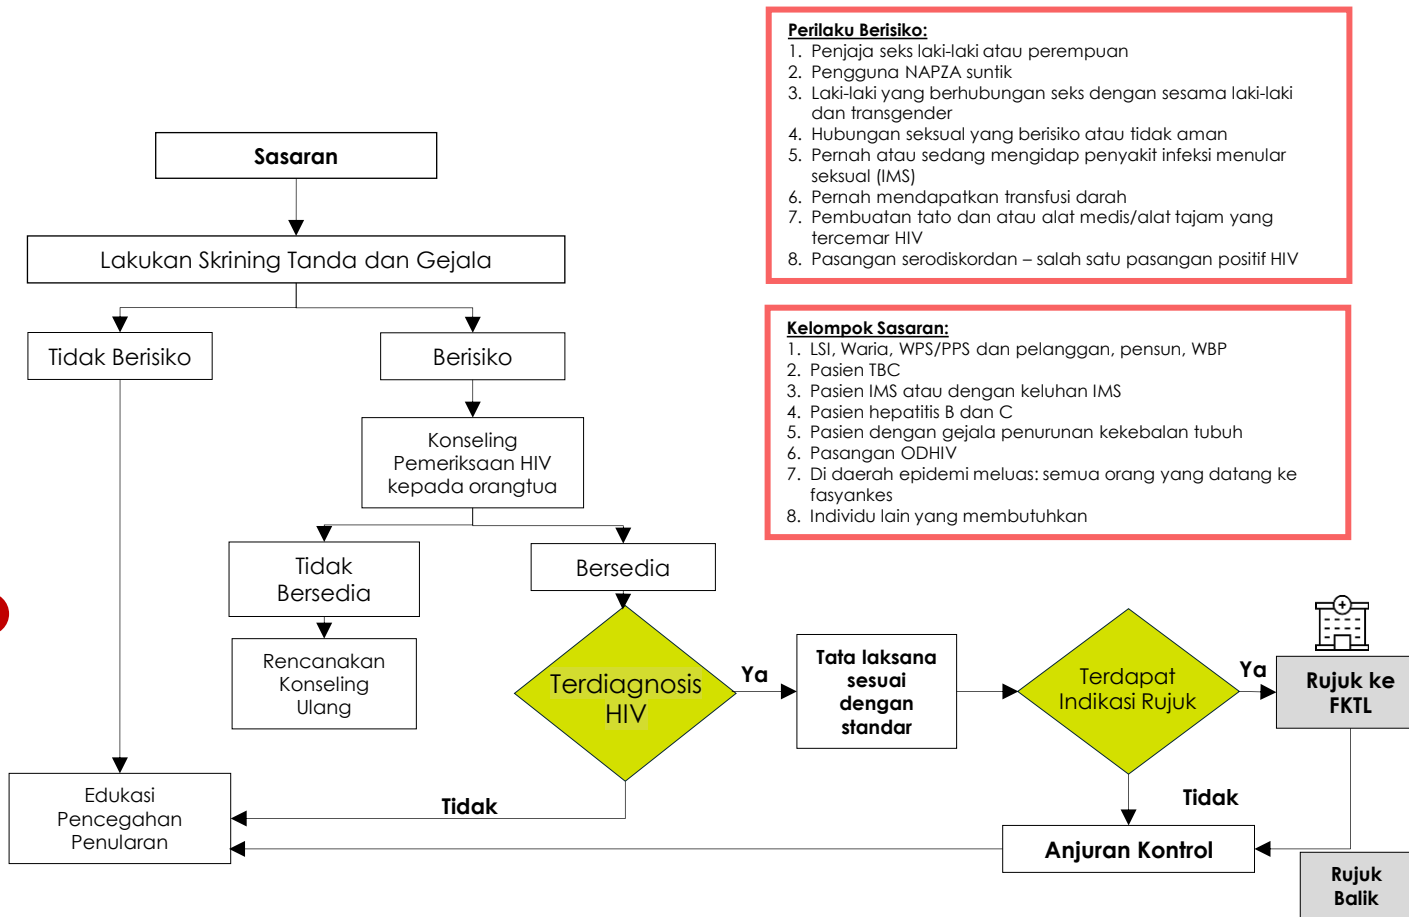 Perilaku Berisiko:
1. Penjaja seks laki-laki atau perempuan
2. Pengguna NAPZA suntik
3. Laki-laki yang berhubungan seks dengan sesama laki-laki
dan transgender
4. Hubungan seksual yang berisiko atau tidak aman
5. Pernah atau sedang mengidap penyakit infeksi menular
seksual (IMS)
6. Pernah mendapatkan transfusi darah
7. Pembuatan tato dan atau alat medis/alat tajam yang
tercemar HIV
8. Pasangan serodiskordan – salah satu pasangan positif HIV
Kelompok Sasaran:
1. LSI, Waria, WPS/PPS dan pelanggan, pensun, WBP
2. Pasien TBC
3. Pasien IMS atau dengan keluhan IMS
4. Pasien hepatitis B dan C
5. Pasien dengan gejala penurunan kekebalan tubuh
6. Pasangan ODHIV
7. Di daerah epidemi meluas: semua orang yang datang ke
fasyankes
8. Individu lain yang membutuhkan
Sasaran
Lakukan Skrining Tanda dan Gejala
Tidak Berisiko
Berisiko
Konseling
Pemeriksaan HIV
kepada orangtua
Tidak
Bersedia
Bersedia
Rencanakan
Konseling
Ulang
Terdiagnosis
HIV
Ya
Tata laksana
sesuai
dengan
standar
Terdapat
Indikasi Rujuk
Ya
Rujuk ke
FKTL
Edukasi
Pencegahan
Penularan
Tidak
Tidak
Anjuran Kontrol
Rujuk
Balik